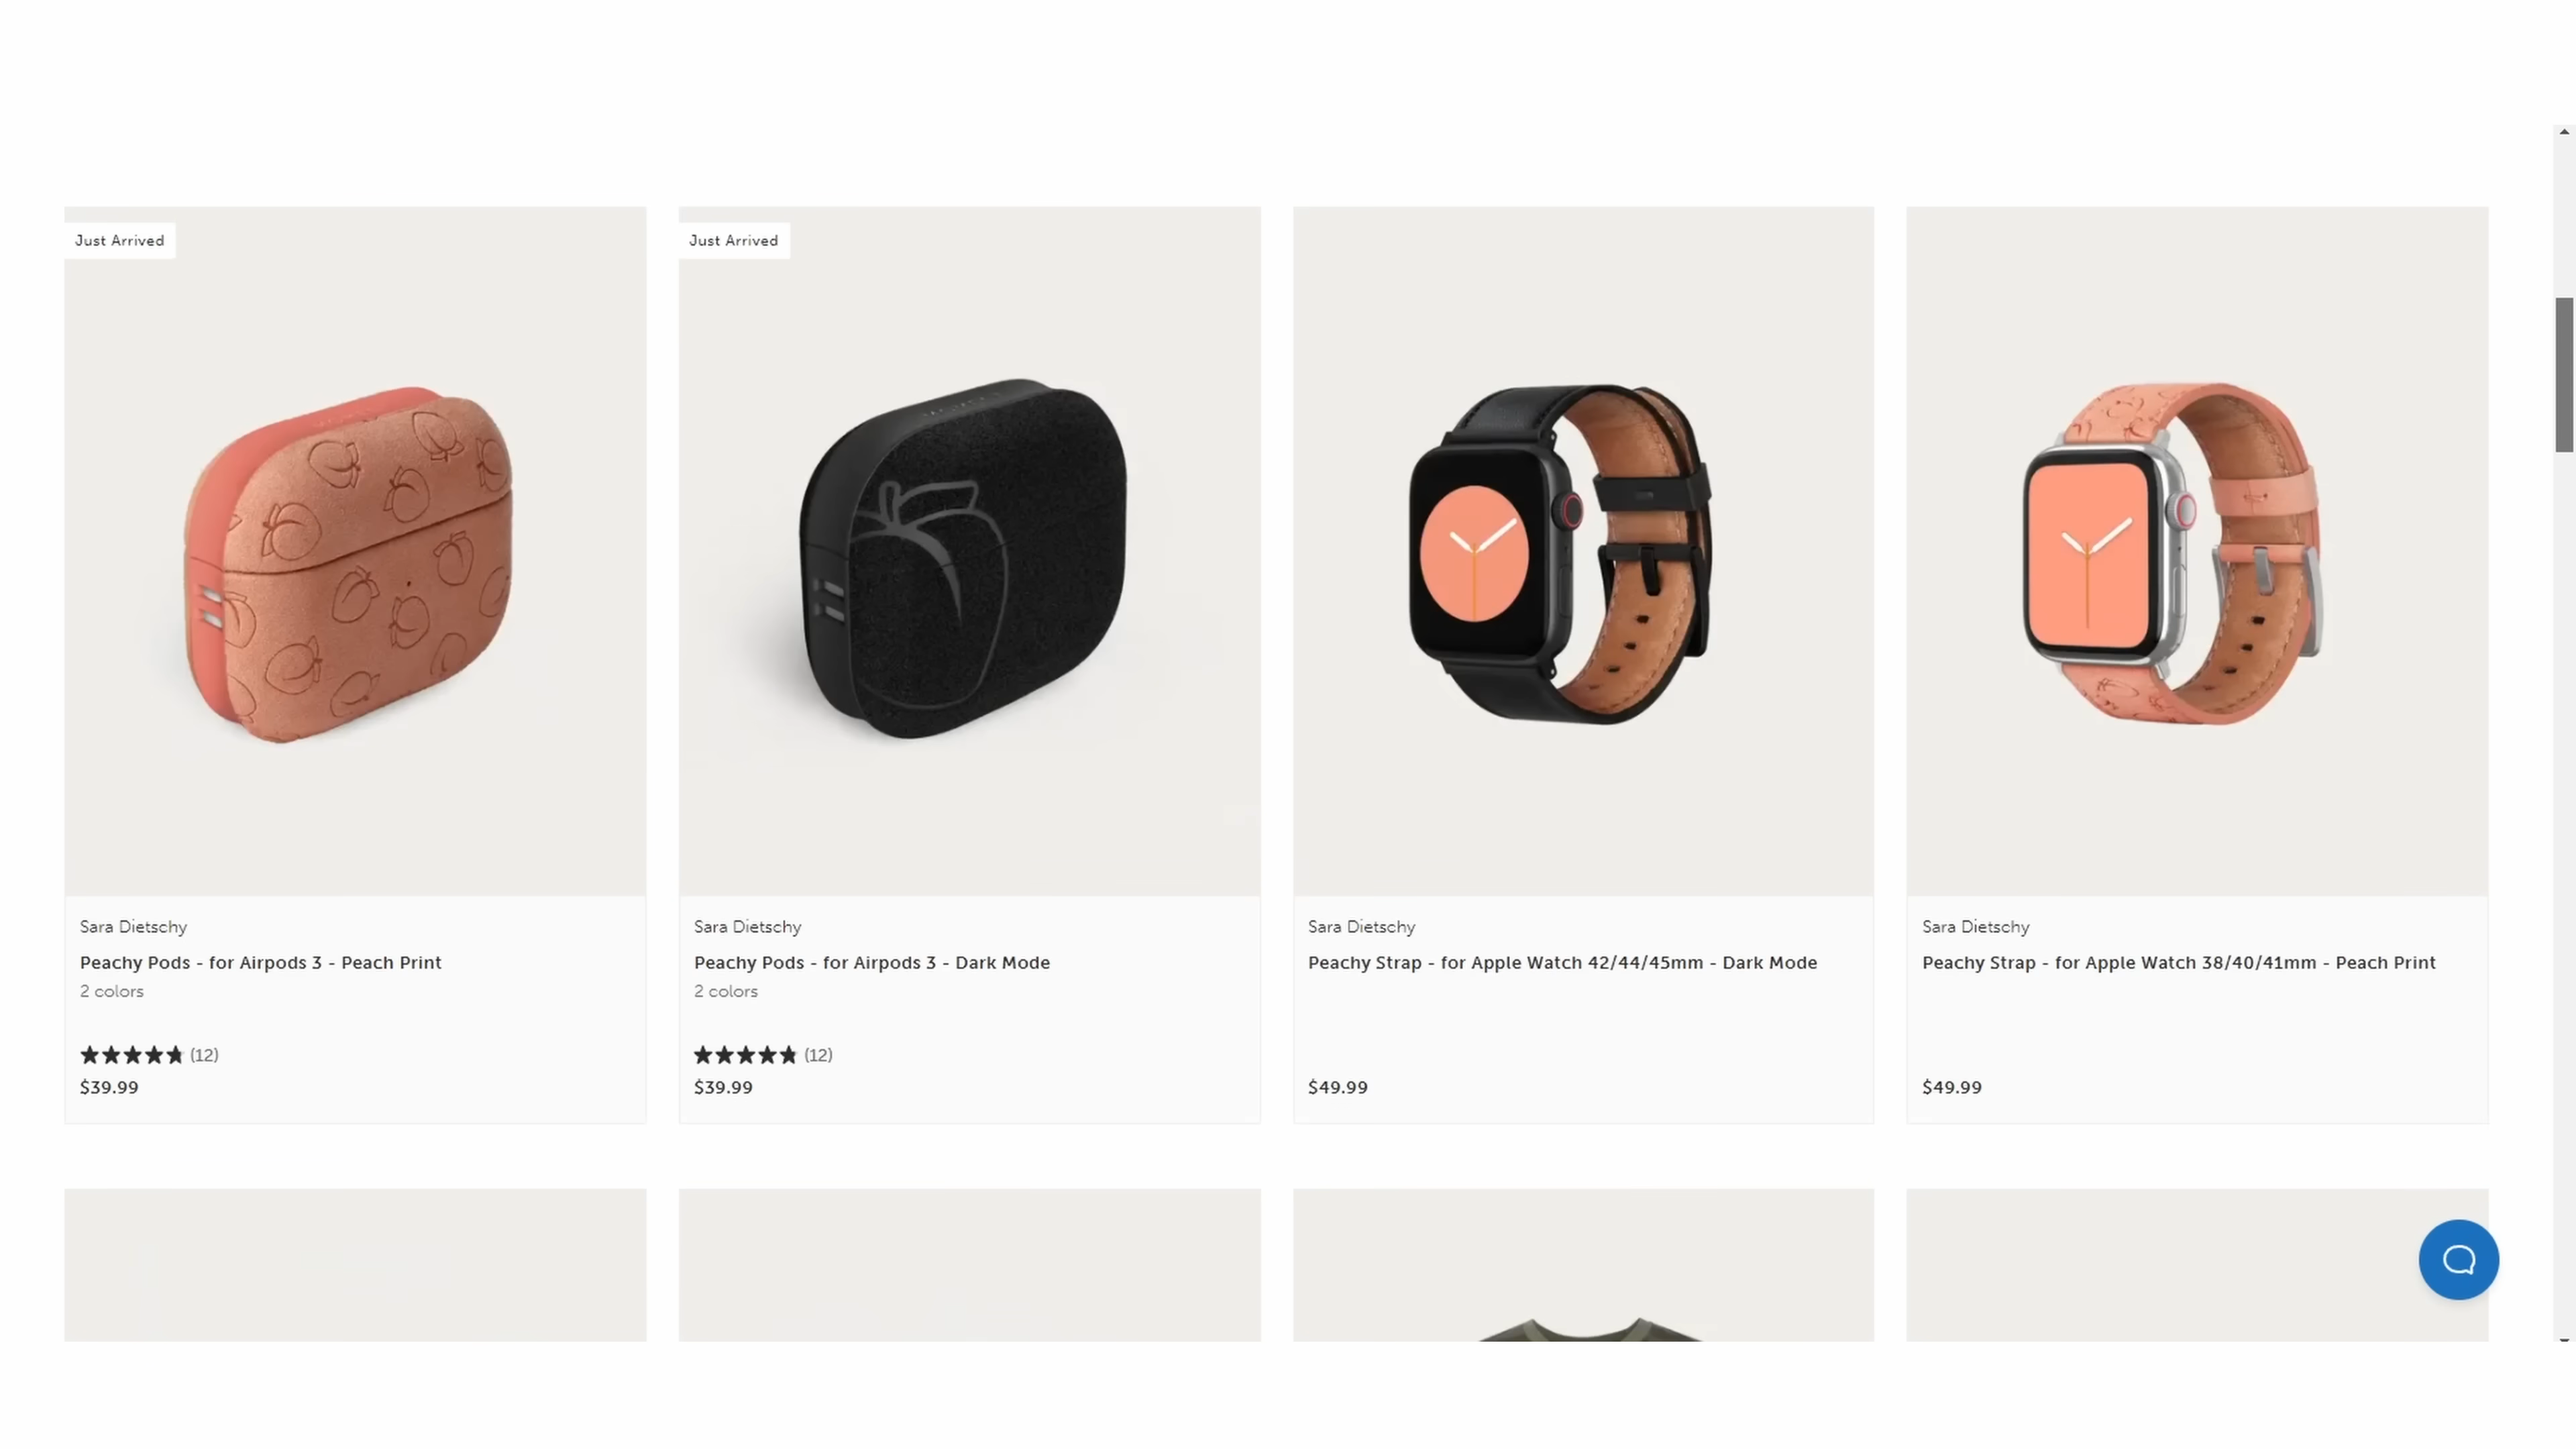 Just Arrived
Just Arrived
Sara Dietschy
Peachy Pods - for Airpods 3 - Peach Print
2 colors
(12)
$39.99
Sara Dietschy
Peachy Pods - for Airpods 3 - Dark Mode
2 colors
(12)
$39.99
Sara Dietschy
Peachy Strap - for Apple Watch 42/44/45mm - Dark Mode
$49.99
Sara Dietschy
Peachy Strap - for Apple Watch 38/40/41mm - Peach Print
$49.99